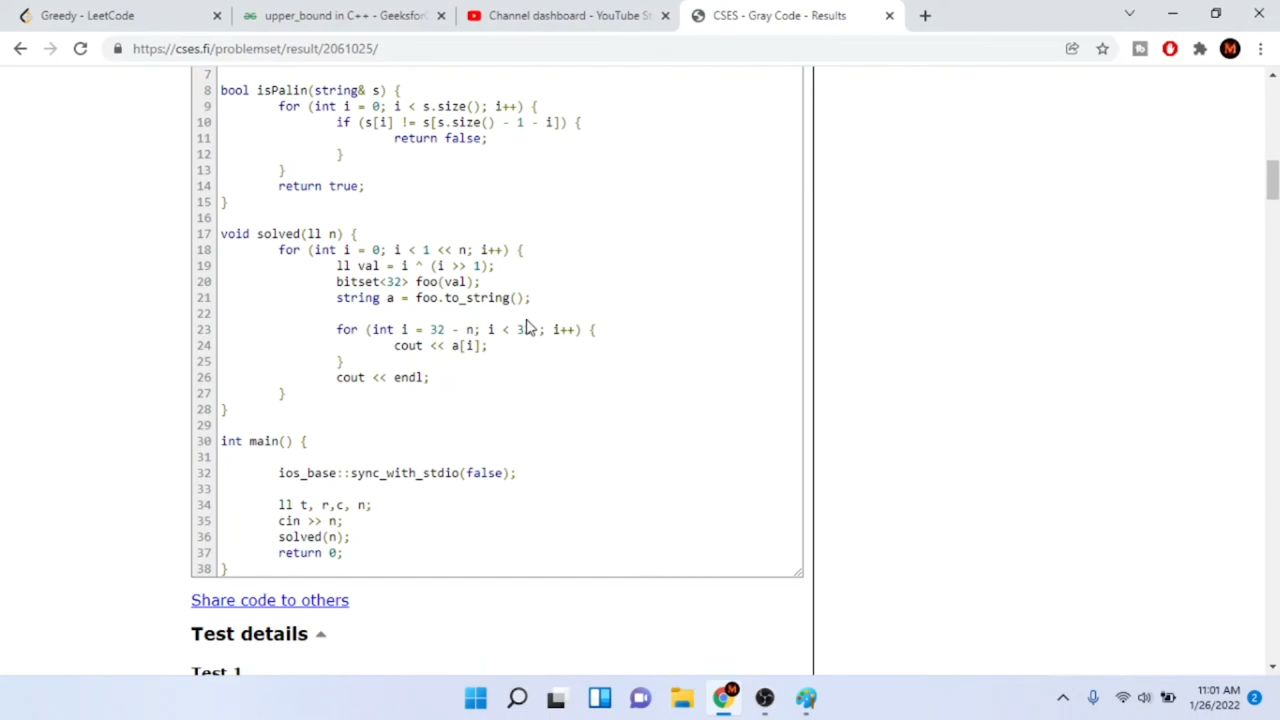 Greedy - LeetCode
upper_bound in C++ - Geeksfor
Channel dashboard - YouTube St
CSES - Gray Code - Results
https://cses.fi/problemset/result/2061025/
M
7
8 bool isPalin(string& s) {
9 for (int i = 0; i < s.size(); i++) {
10 if (s[i] != s[s.size() - 1 - i]) {
11 return false;
12 }
13 }
14 return true;
15 }
16
17 void solved(ll n) {
18 for (int i = 0; i < 1 << n; i++) {
19 ll val = i ^ (i >> 1);
20 bitset<32> foo(val);
21 string a = foo.to_string();
22
23 for (int i = 32 - n; i < ; i++) {
24 cout << a[i];
25 }
26 cout << endl;
27 }
28 }
29
30 int main() {
31
32 ios_base::sync_with_stdio(false);
33
34 ll t, r,c, n;
35 cin >> n;
36 solved(n);
37 return 0;
38 }
Share code to others
Test details
Test 1
M
11:01 AM
1/26/2022
2